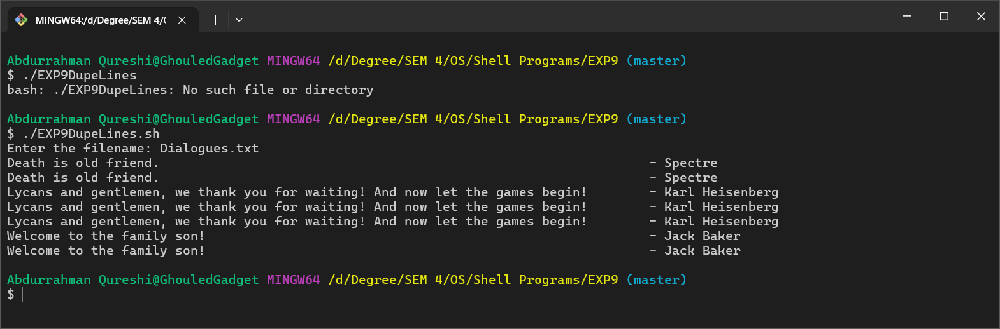 MINGW64:/d/Degree/SEM 4/
Abdurrahman Qureshi@GhouledGadget MINGW64 /d/Degree/SEM 4/OS/Shell Programs/EXP9 (master)
$ ./EXP9DupeLines
bash: ./EXP9DupeLines: No such file or directory
Abdurrahman Qureshi@GhouledGadget MINGW64 /d/Degree/SEM 4/OS/Shell Programs/EXP9 (master)
$ ./EXP9DupeLines.sh
Enter the filename: Dialogues.txt
Death is old friend. - Spectre
Death is old friend. - Spectre
Lycans and gentlemen, we thank you for waiting! And now let the games begin! - Karl Heisenberg
Lycans and gentlemen, we thank you for waiting! And now let the games begin! - Karl Heisenberg
Lycans and gentlemen, we thank you for waiting! And now let the games begin! - Karl Heisenberg
Welcome to the family son! - Jack Baker
Welcome to the family son! - Jack Baker
Abdurrahman Qureshi@GhouledGadget MINGW64 /d/Degree/SEM 4/OS/Shell Programs/EXP9 (master)
$